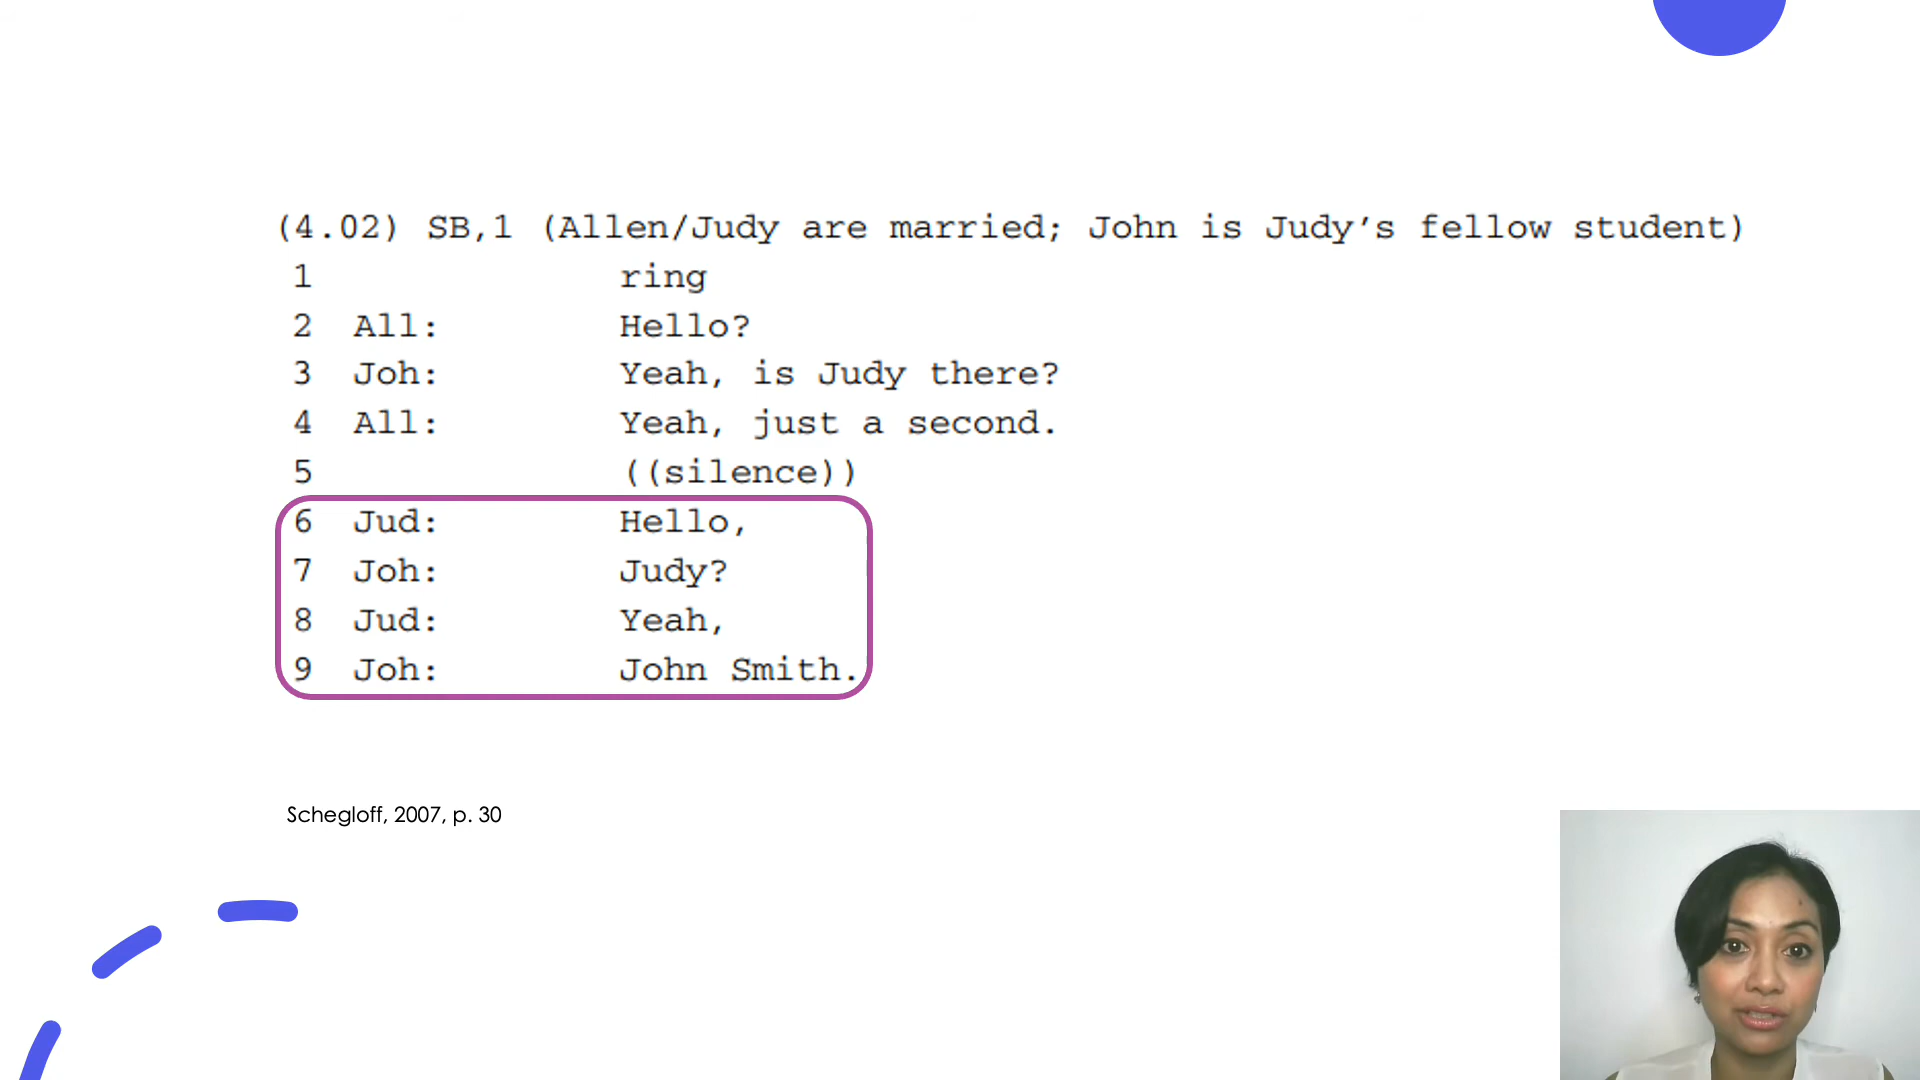 (4.02) SB,1 (Allen/Judy are married; John is Judy’s fellow student)
1 ring
2 All: Hello?
3 Joh: Yeah, is Judy there?
4 All: Yeah, just a second.
5 ((silence))
6 Jud: Hello,
7 Joh: Judy?
8 Jud: Yeah,
9 Joh: John Smith.
Schegloff, 2007, p. 30